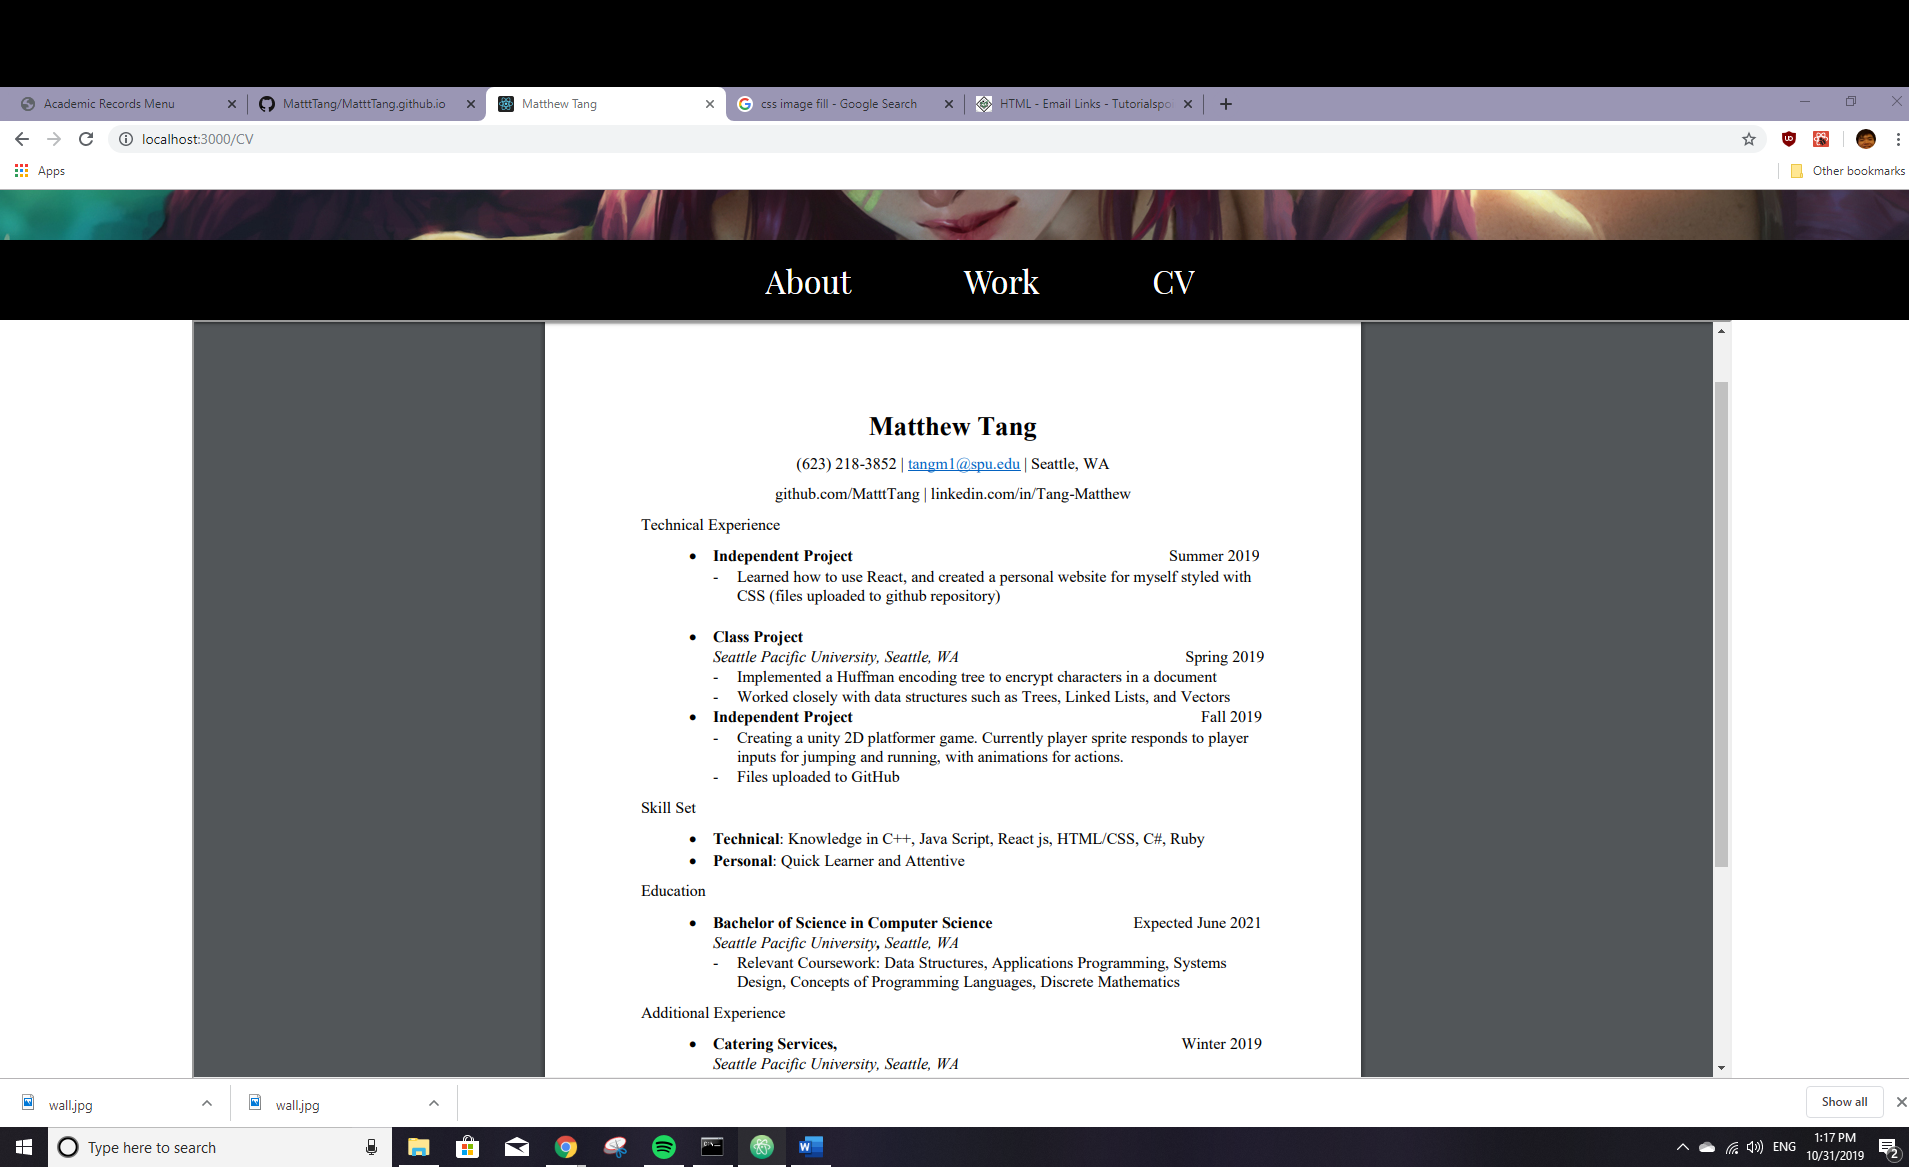 Academic Records Menu
MatttTang/MatttTang.github.io
Matthew Tang
css image fill - Google Search
HTML - Email Links - Tutorialspo
localhost:3000/CV
Apps
Other bookmarks
About Work CV
Matthew Tang
(623) 218-3852 | tangm1@spu.edu | Seattle, WA
github.com/MatttTang | linkedin.com/in/Tang-Matthew
Technical Experience
• Independent Project Summer 2019
- Learned how to use React, and created a personal website for myself styled with
CSS (files uploaded to github repository)
• Class Project
Seattle Pacific University, Seattle, WA Spring 2019
- Implemented a Huffman encoding tree to encrypt characters in a document
- Worked closely with data structures such as Trees, Linked Lists, and Vectors
• Independent Project Fall 2019
- Creating a unity 2D platformer game. Currently player sprite responds to player
inputs for jumping and running, with animations for actions.
- Files uploaded to GitHub
Skill Set
• Technical: Knowledge in C++, Java Script, React js, HTML/CSS, C#, Ruby
• Personal: Quick Learner and Attentive
Education
• Bachelor of Science in Computer Science Expected June 2021
Seattle Pacific University, Seattle, WA
- Relevant Coursework: Data Structures, Applications Programming, Systems
Design, Concepts of Programming Languages, Discrete Mathematics
Additional Experience
• Catering Services, Winter 2019
Seattle Pacific University, Seattle, WA
wall.jpg
wall.jpg
Show all
Type here to search
ENG
1:17 PM
10/31/2019
2